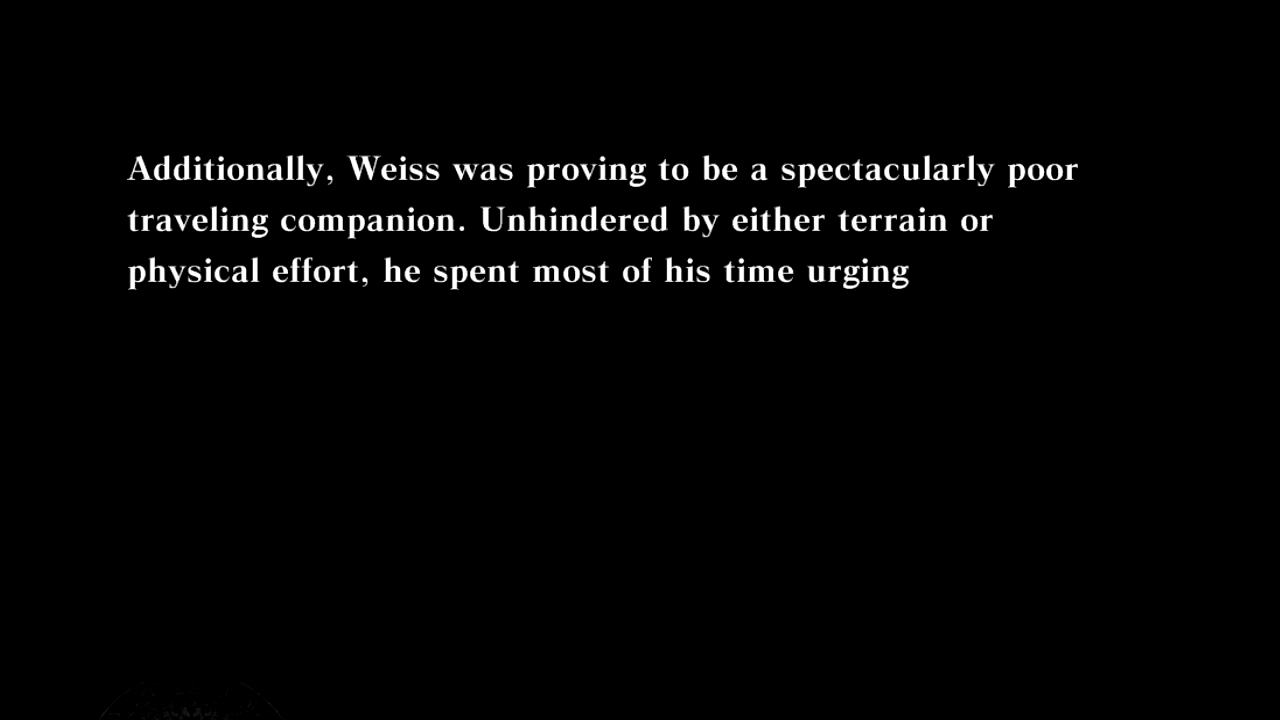 Additionally, Weiss was proving to be a spectacularly poor
traveling companion. Unhindered by either terrain or
physical effort, he spent most of his time urging